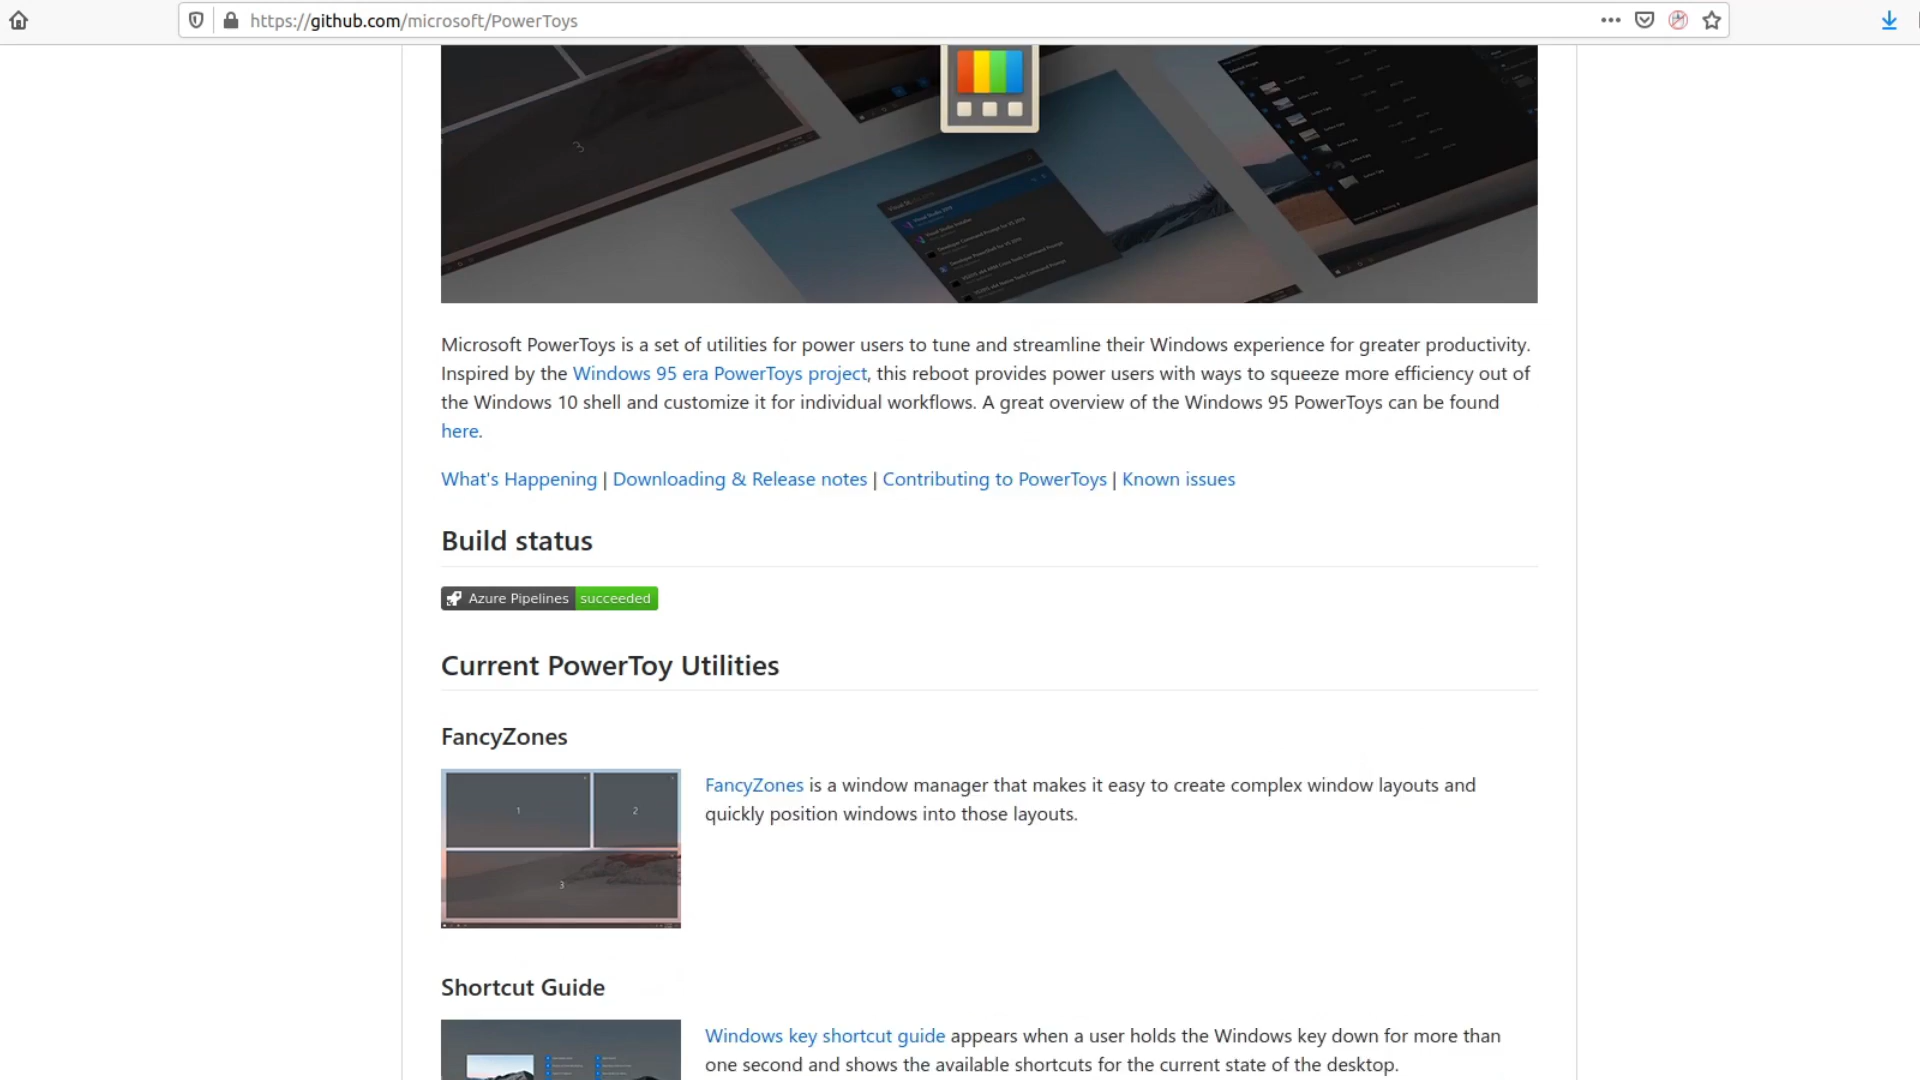 https://github.com/microsoft/PowerToys
3
Microsoft PowerToys is a set of utilities for power users to tune and streamline their Windows experience for greater productivity.
Inspired by the Windows 95 era PowerToys project, this reboot provides power users with ways to squeeze more efficiency out of
the Windows 10 shell and customize it for individual workflows. A great overview of the Windows 95 PowerToys can be found
here.
What's Happening | Downloading & Release notes | Contributing to PowerToys | Known issues
Build status
Azure Pipelines succeeded
Current PowerToy Utilities
FancyZones
1
2
3
FancyZones is a window manager that makes it easy to create complex window layouts and
quickly position windows into those layouts.
Shortcut Guide
Windows key shortcut guide appears when a user holds the Windows key down for more than
one second and shows the available shortcuts for the current state of the desktop.